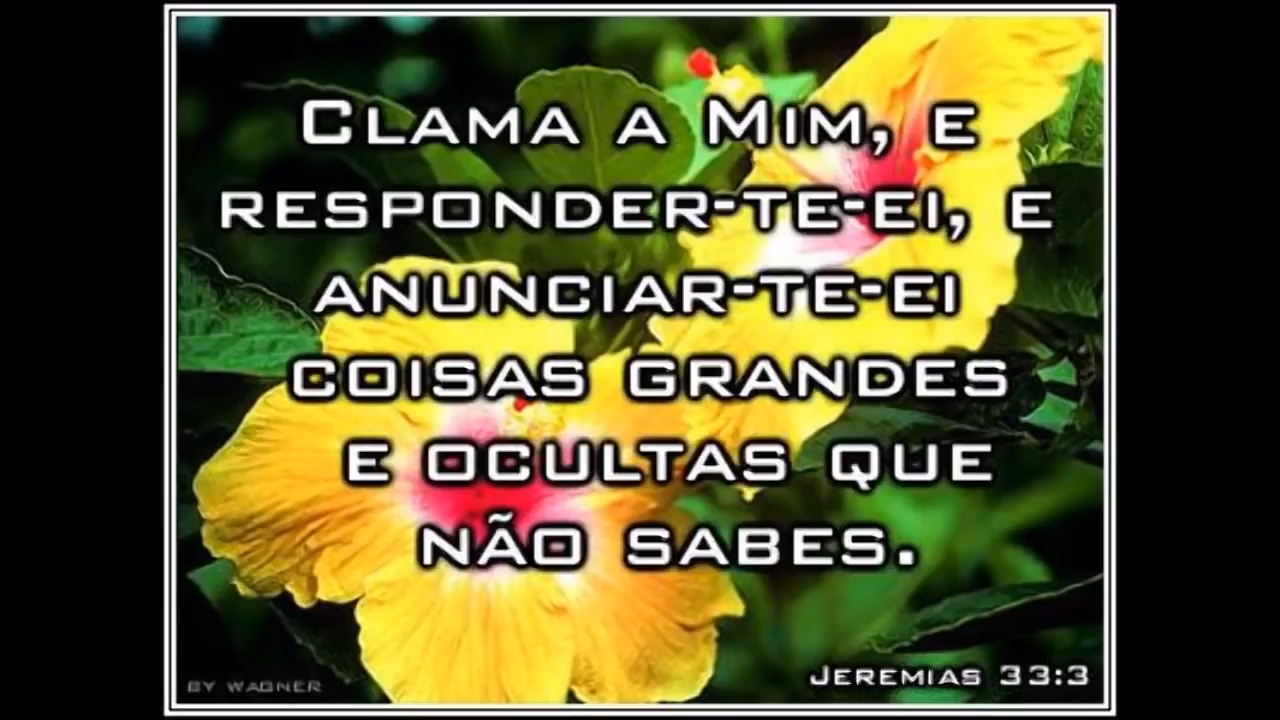 Clama a Mim, e
responder-te-ei, e
anunciar-te-ei
coisas grandes
e ocultas que
não sabes.
Jeremias 33:3
by Wagner